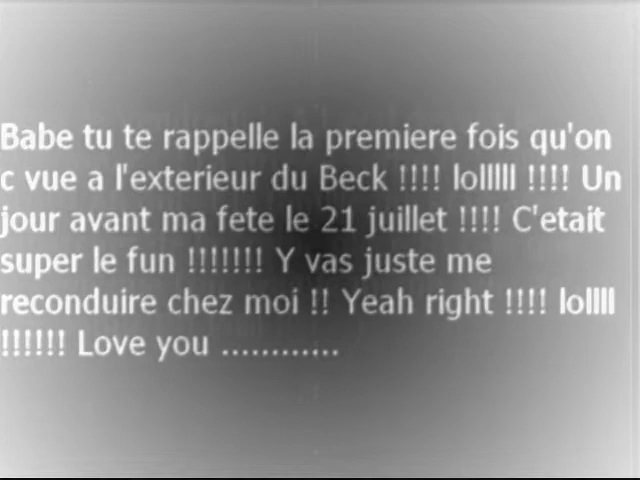 Babe tu te rappelle la premiere fois qu'on
c vue a l'exterieur du Beck !!!! lolllll !!!! Un
jour avant ma fete le 21 juillet !!!! C'etait
super le fun !!!!!!! Y vas juste me
reconduire chez moi !! Yeah right !!!! lollll
!!!!!! Love you ............